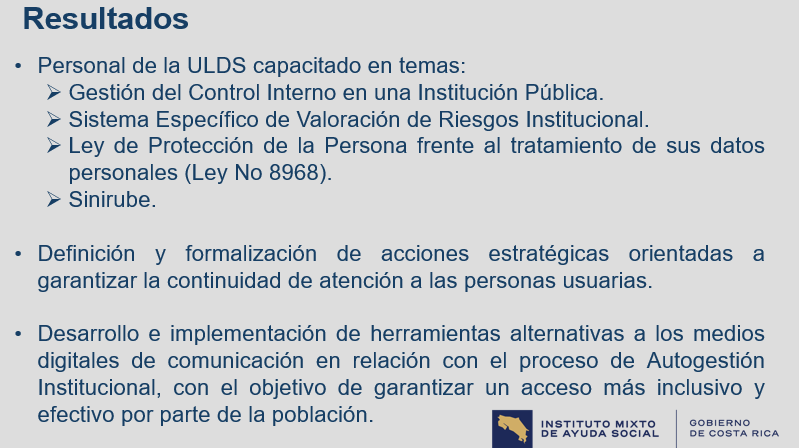 Resultados
• Personal de la ULDS capacitado en temas:
➢ Gestión del Control Interno en una Institución Pública.
➢ Sistema Específico de Valoración de Riesgos Institucional.
➢ Ley de Protección de la Persona frente al tratamiento de sus datos
personales (Ley No 8968).
➢ Sinirube.
• Definición y formalización de acciones estratégicas orientadas a
garantizar la continuidad de atención a las personas usuarias.
• Desarrollo e implementación de herramientas alternativas a los medios
digitales de comunicación en relación con el proceso de Autogestión
Institucional, con el objetivo de garantizar un acceso más inclusivo y
efectivo por parte de la población.
INSTITUTO MIXTO
DE AYUDA SOCIAL
GOBIERNO
DE COSTA RICA